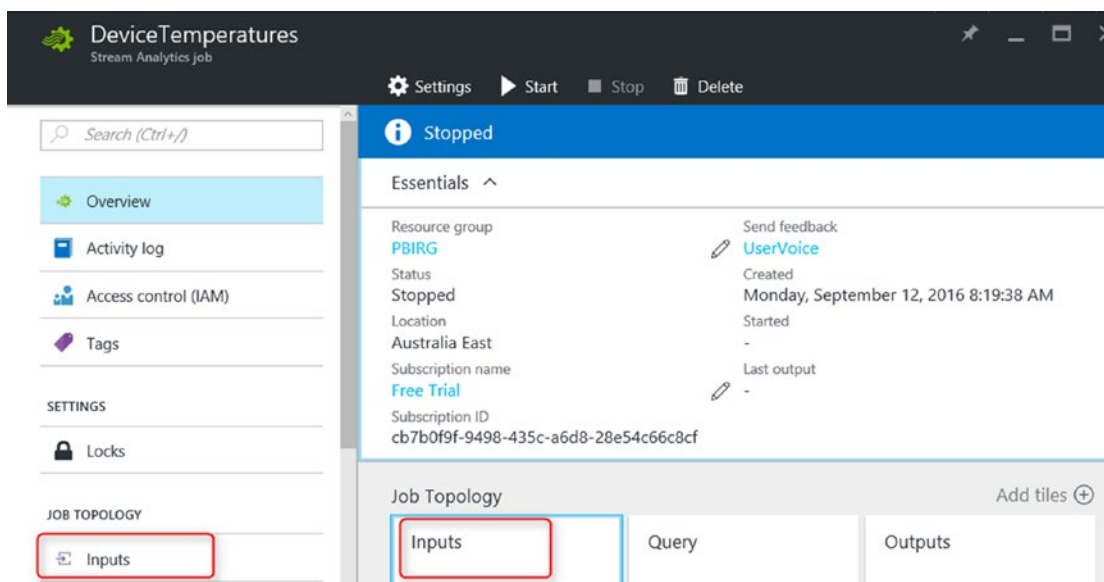 DeviceTemperatures
Stream Analytics job
Settings Start Stop Delete
Search (Ctrl+/)
Overview
Activity log
Access control (IAM)
Tags
SETTINGS
Locks
JOB TOPOLOGY
Inputs
Stopped
Essentials
Resource group
PBIRG
Status
Stopped
Location
Australia East
Subscription name
Free Trial
Subscription ID
cb7b0f9f-9498-435c-a6d8-28e54c66c8cf
Send feedback
UserVoice
Created
Monday, September 12, 2016 8:19:38 AM
Started
-
Last output
-
Job Topology
Add tiles
Inputs
Query
Outputs